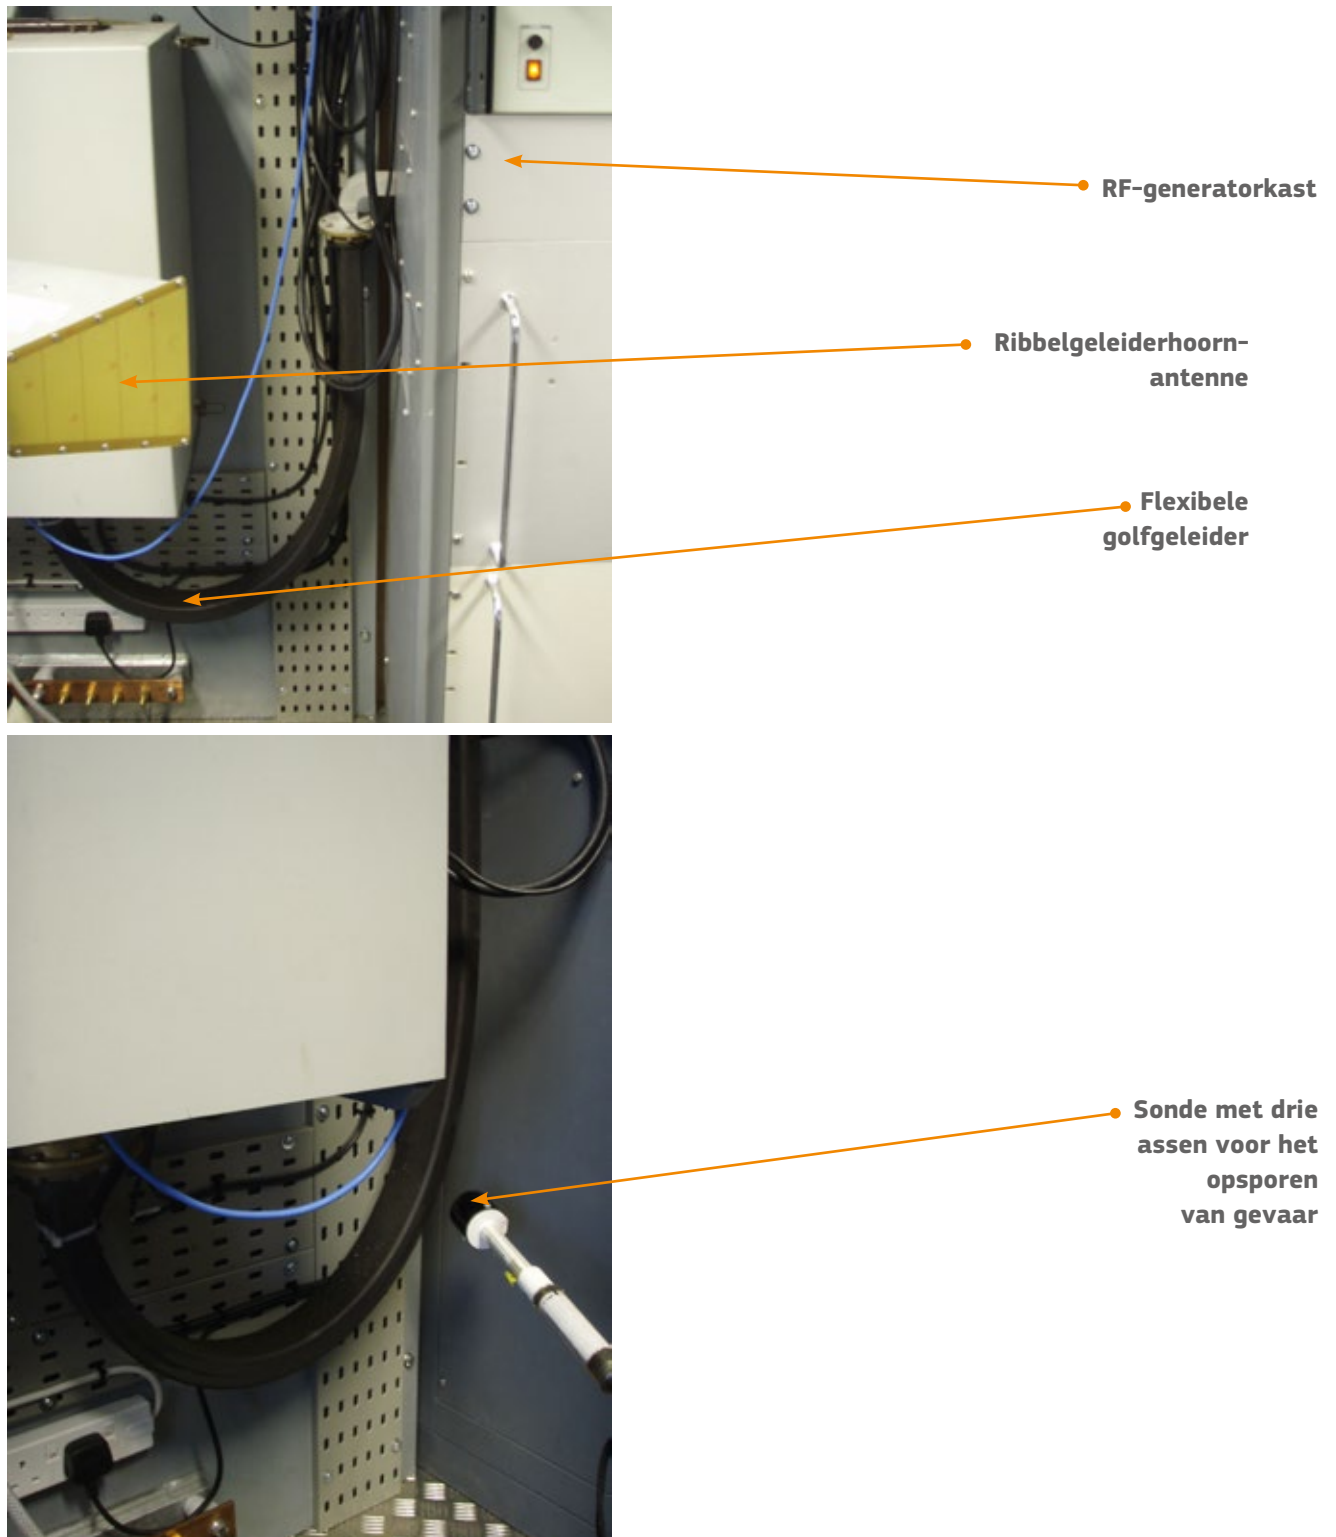 RF-generatorkast
Ribbelgeleiderhoorn-
antenne
Flexibele
golfgeleider
Sonde met drie
assen voor het
opsporen
van gevaar